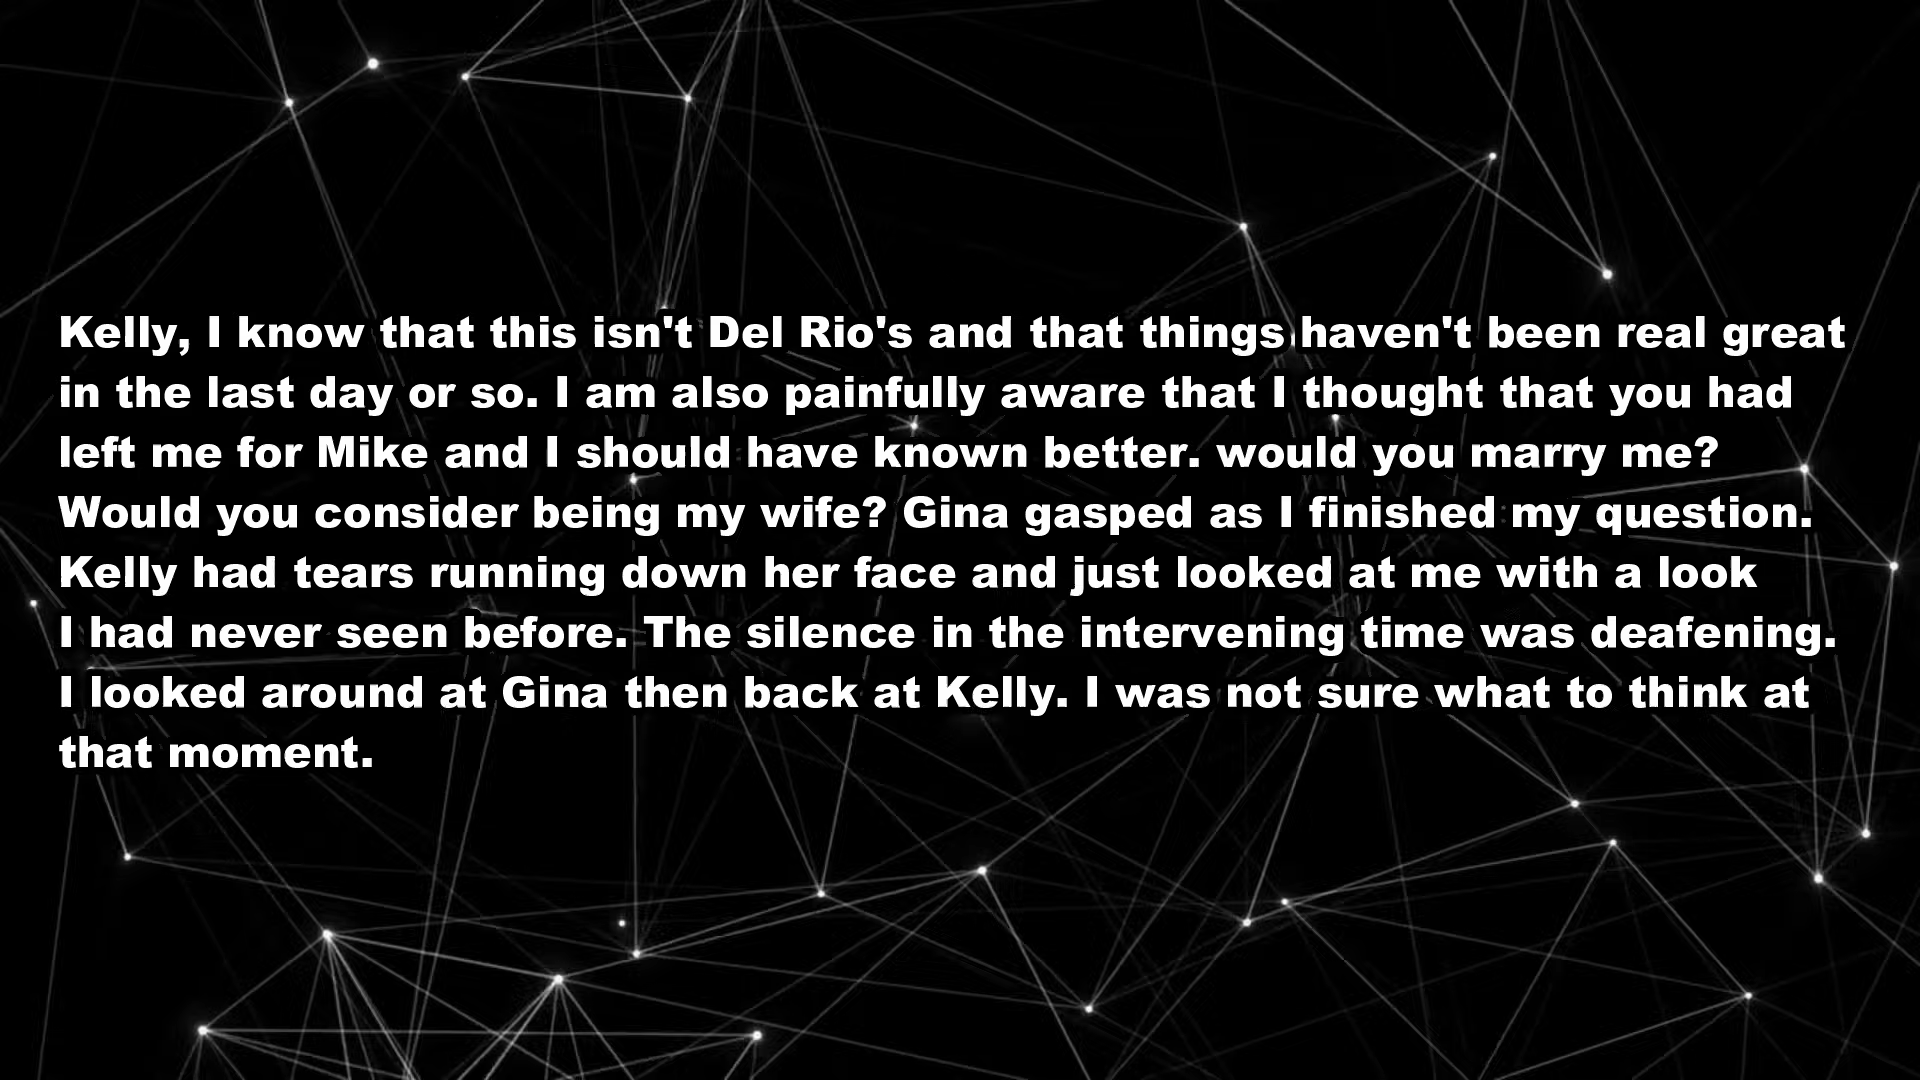 Kelly, I know that this isn't Del Rio's and that things haven't been real great
in the last day or so. I am also painfully aware that I thought that you had
left me for Mike and I should have known better. would you marry me?
Would you consider being my wife? Gina gasped as I finished my question.
Kelly had tears running down her face and just looked at me with a look
I had never seen before. The silence in the intervening time was deafening.
I looked around at Gina then back at Kelly. I was not sure what to think at
that moment.